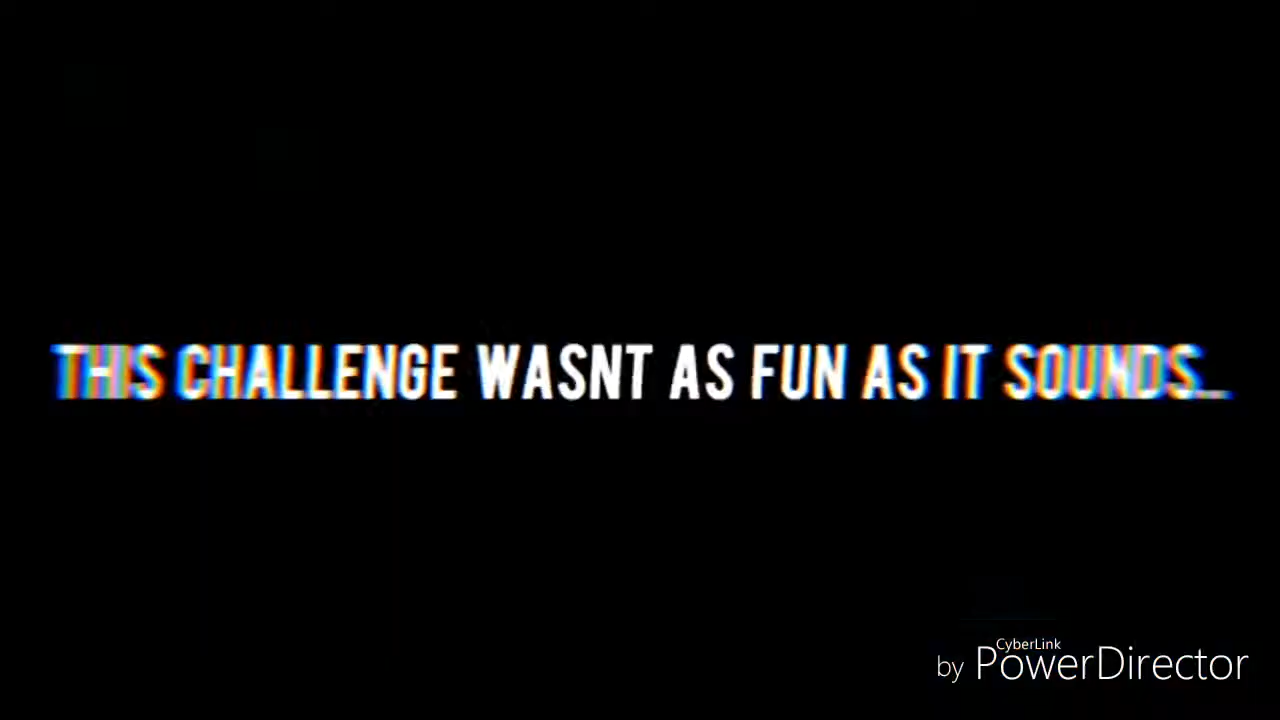 THIS CHALLENGE WASNT AS FUN AS IT SOUNDS...
CyberLink
by PowerDirector